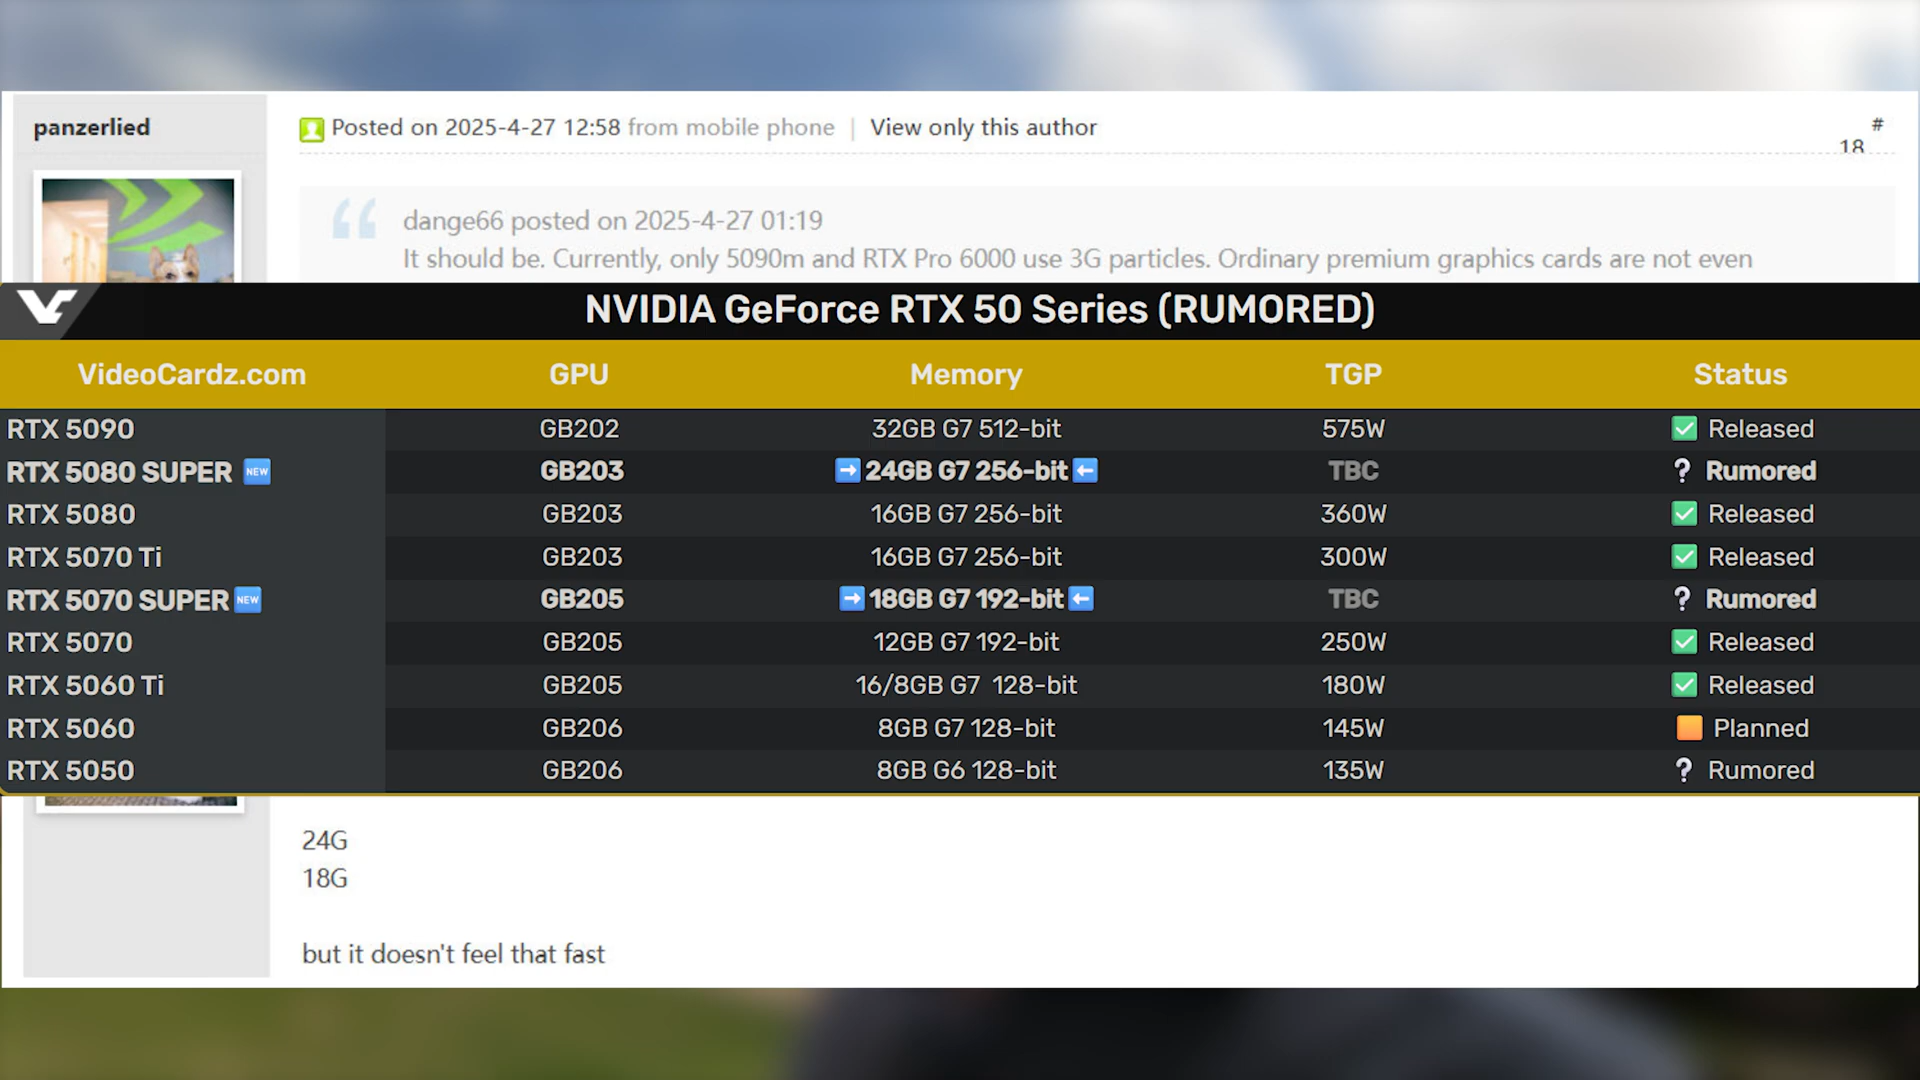 panzerlied
Posted on 2025-4-27 12:58 from mobile phone | View only this author
#
18
dange66 posted on 2025-4-27 01:19
It should be. Currently, only 5090m and RTX Pro 6000 use 3G particles. Ordinary premium graphics cards are not even
NVIDIA GeForce RTX 50 Series (RUMORED)
VideoCardz.com GPU Memory TGP Status
RTX 5090 GB202 32GB G7 512-bit 575W ✅ Released
RTX 5080 SUPER NEW GB203 ➡ 24GB G7 256-bit ⬅ TBC ? Rumored
RTX 5080 GB203 16GB G7 256-bit 360W ✅ Released
RTX 5070 Ti GB203 16GB G7 256-bit 300W ✅ Released
RTX 5070 SUPER NEW GB205 ➡ 18GB G7 192-bit ⬅ TBC ? Rumored
RTX 5070 GB205 12GB G7 192-bit 250W ✅ Released
RTX 5060 Ti GB205 16/8GB G7 128-bit 180W ✅ Released
RTX 5060 GB206 8GB G7 128-bit 145W 🟧 Planned
RTX 5050 GB206 8GB G6 128-bit 135W ? Rumored
24G
18G
but it doesn't feel that fast